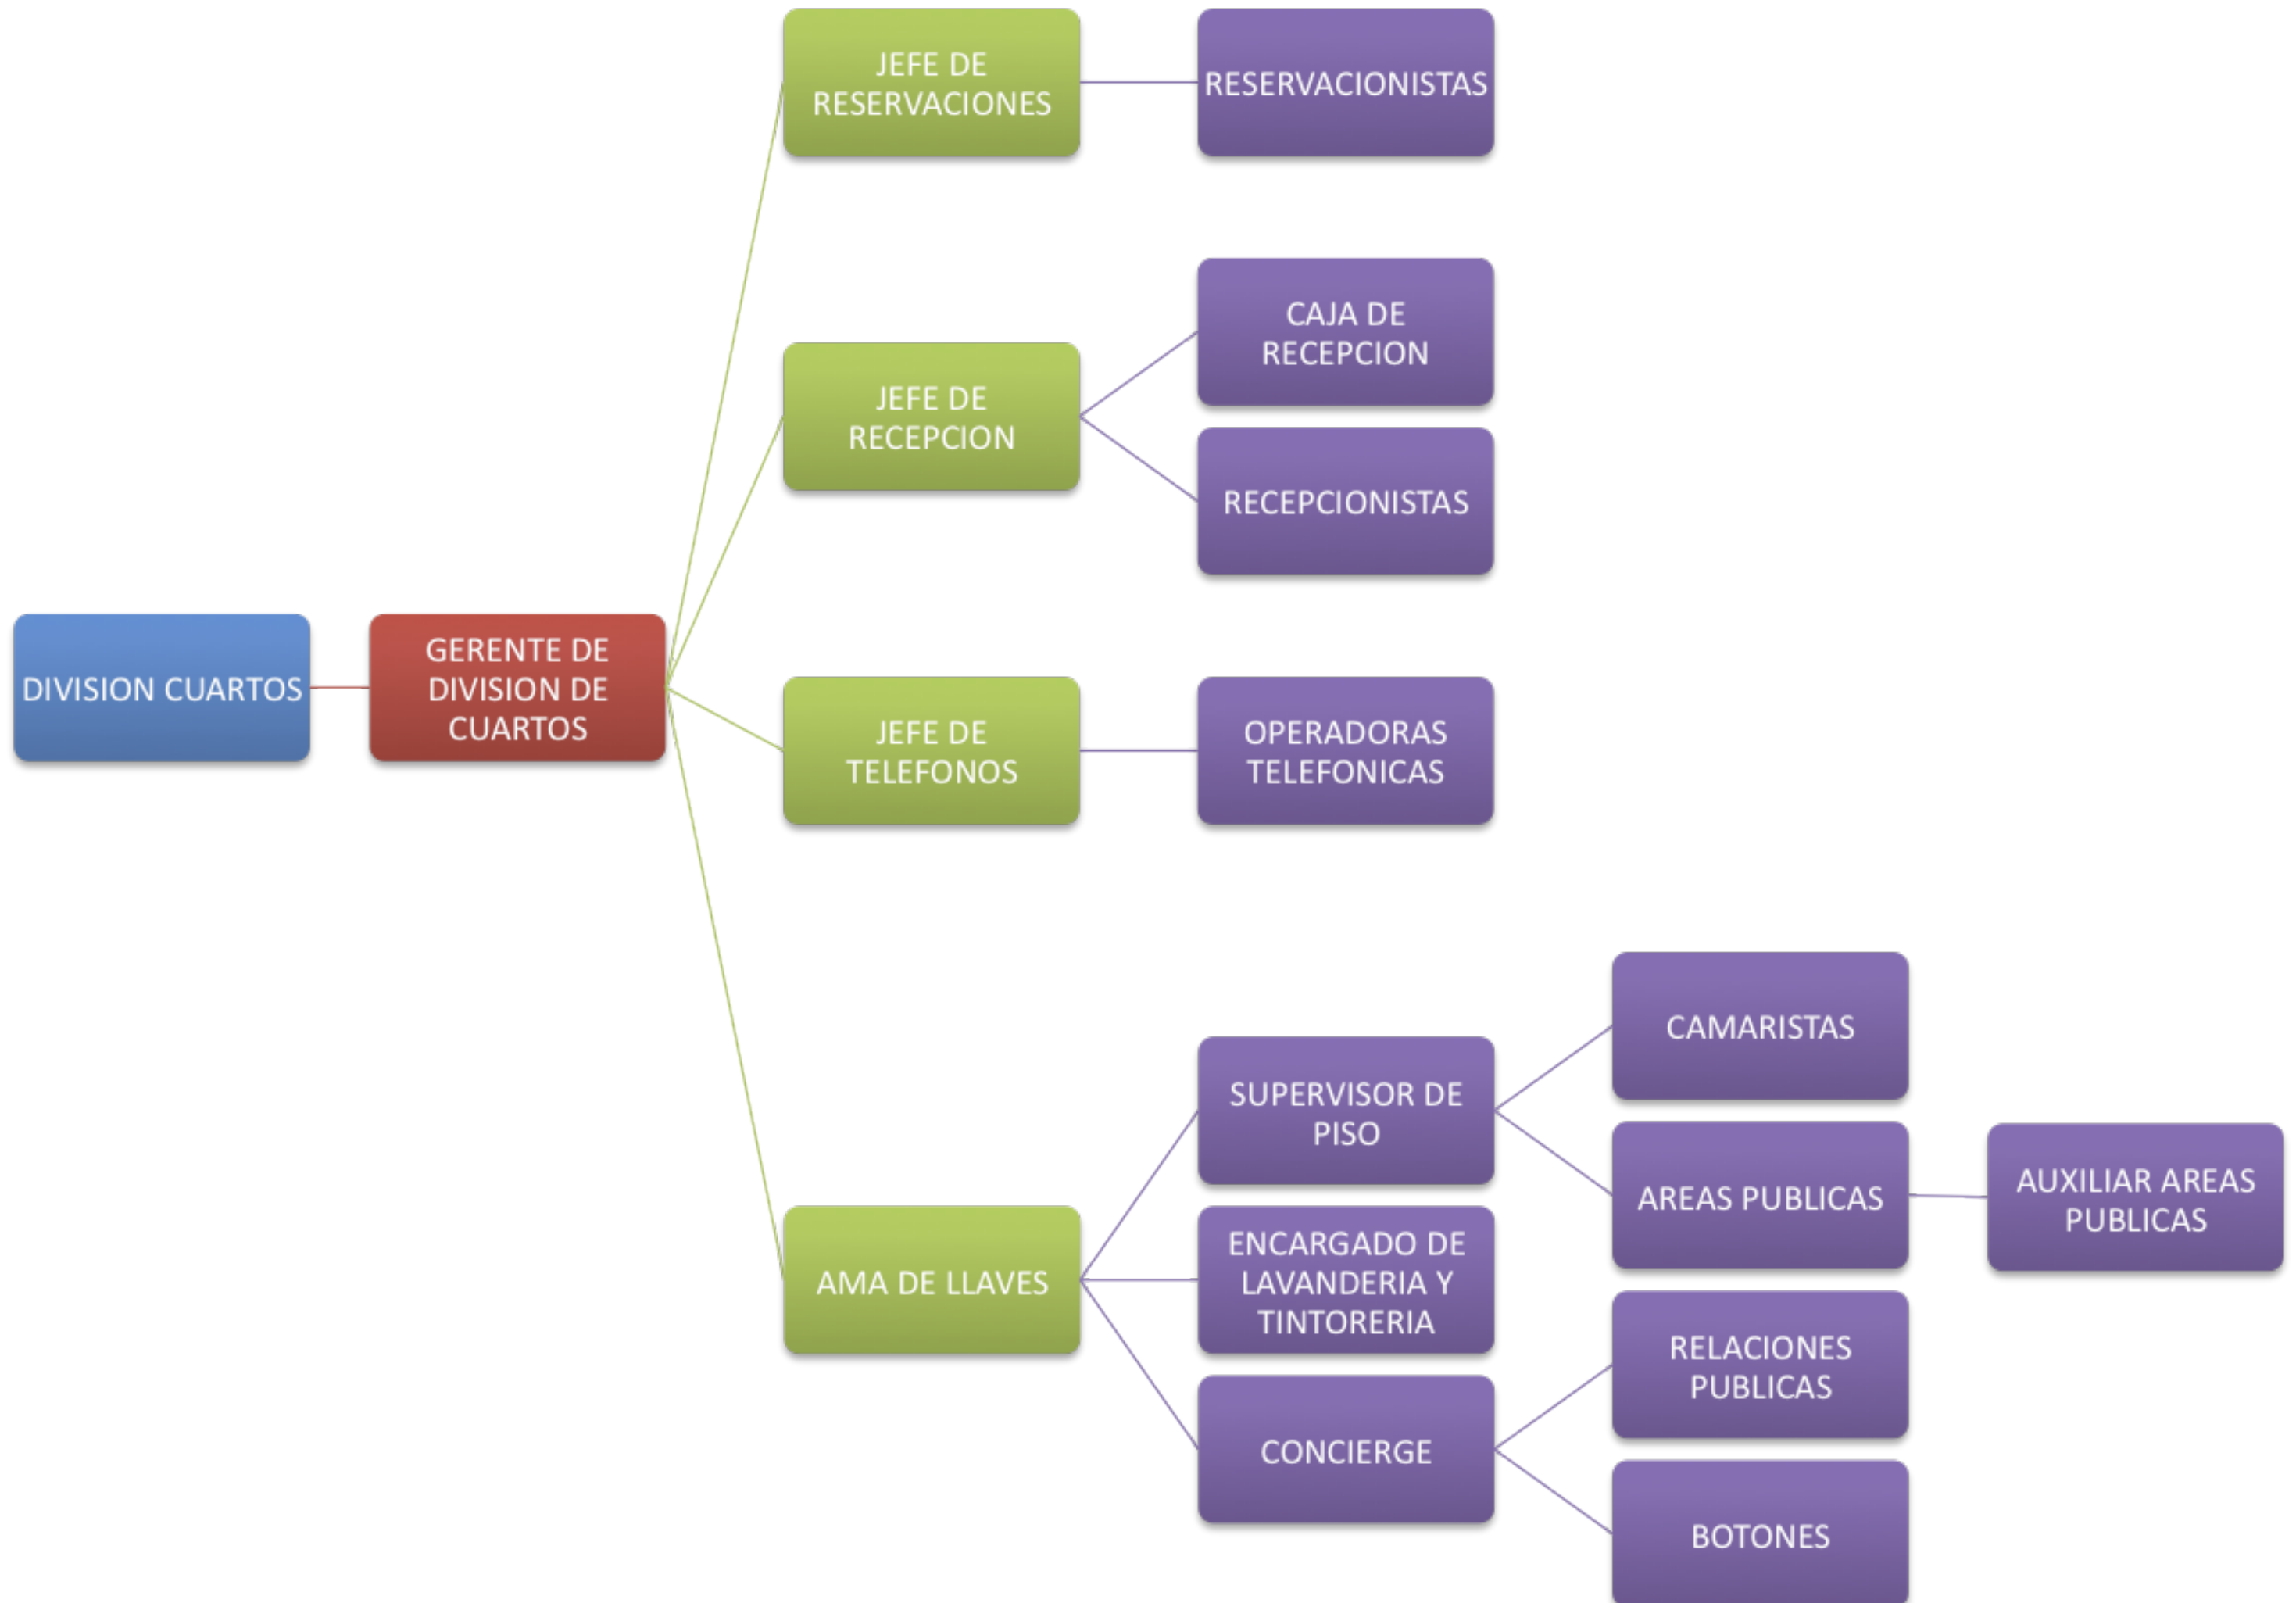 DIVISION CUARTOS
GERENTE DE
DIVISION DE
CUARTOS
JEFE DE
RESERVACIONES
RESERVACIONISTAS
JEFE DE
RECEPCION
CAJA DE
RECEPCION
RECEPCIONISTAS
JEFE DE
TELEFONOS
OPERADORAS
TELEFONICAS
AMA DE LLAVES
SUPERVISOR DE
PISO
CAMARISTAS
AREAS PUBLICAS
AUXILIAR AREAS
PUBLICAS
ENCARGADO DE
LAVANDERIA Y
TINTORERIA
CONCIERGE
RELACIONES
PUBLICAS
BOTONES